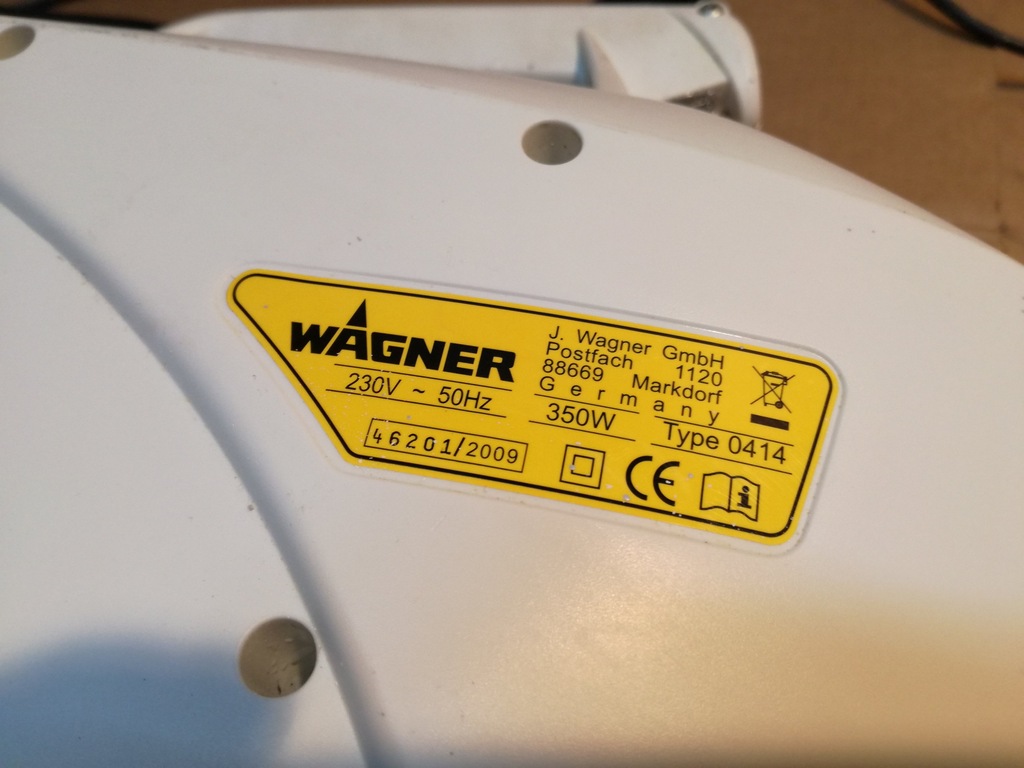 WAGNER
230V ~ 50Hz
46201/2009
J. Wagner GmbH
Postfach 1120
88669 Markdorf
Germany
350W
Type 0414
CE
i